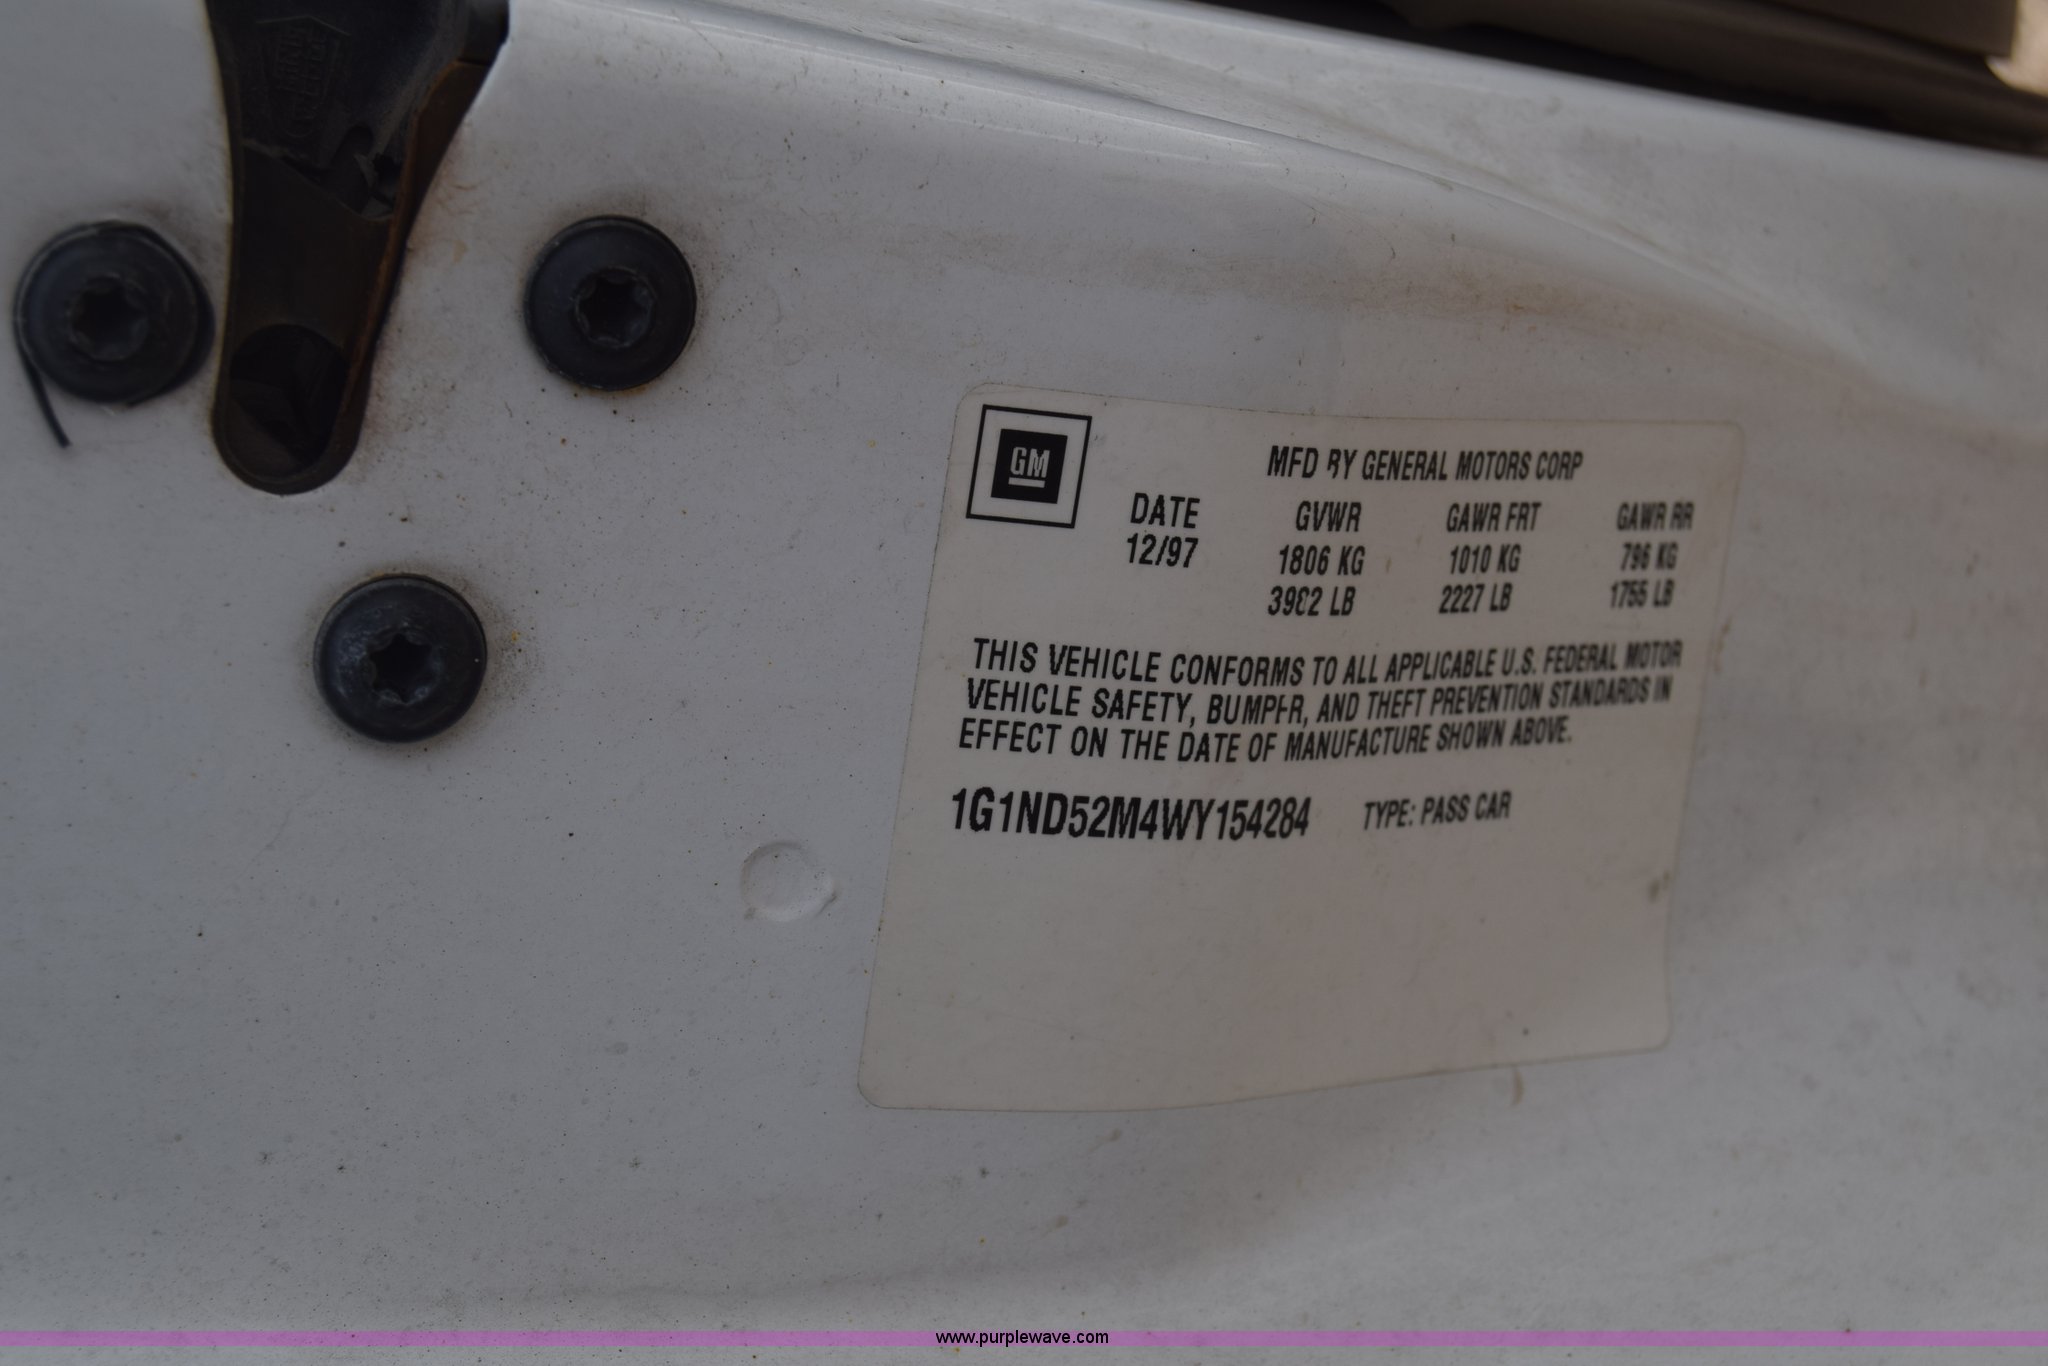 GM
MFD BY GENERAL MOTORS CORP
DATE GVWR GAWR FRT GAWR RR
12/97 1806 KG 1010 KG 796 KG
3982 LB 2227 LB 1755 LB
THIS VEHICLE CONFORMS TO ALL APPLICABLE U.S. FEDERAL MOTOR
VEHICLE SAFETY, BUMPER, AND THEFT PREVENTION STANDARDS IN
EFFECT ON THE DATE OF MANUFACTURE SHOWN ABOVE.
1G1ND52M4WY154284 TYPE: PASS CAR
www.purplewave.com